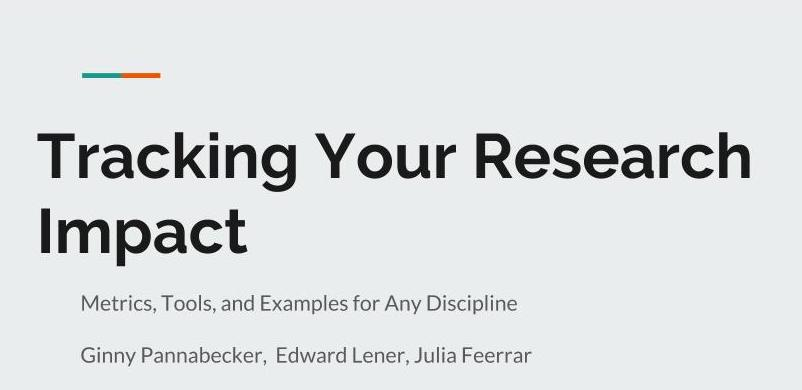 Tracking Your Research
Impact
Metrics, Tools, and Examples for Any Discipline
Ginny Pannabecker, Edward Lener, Julia Feerrar